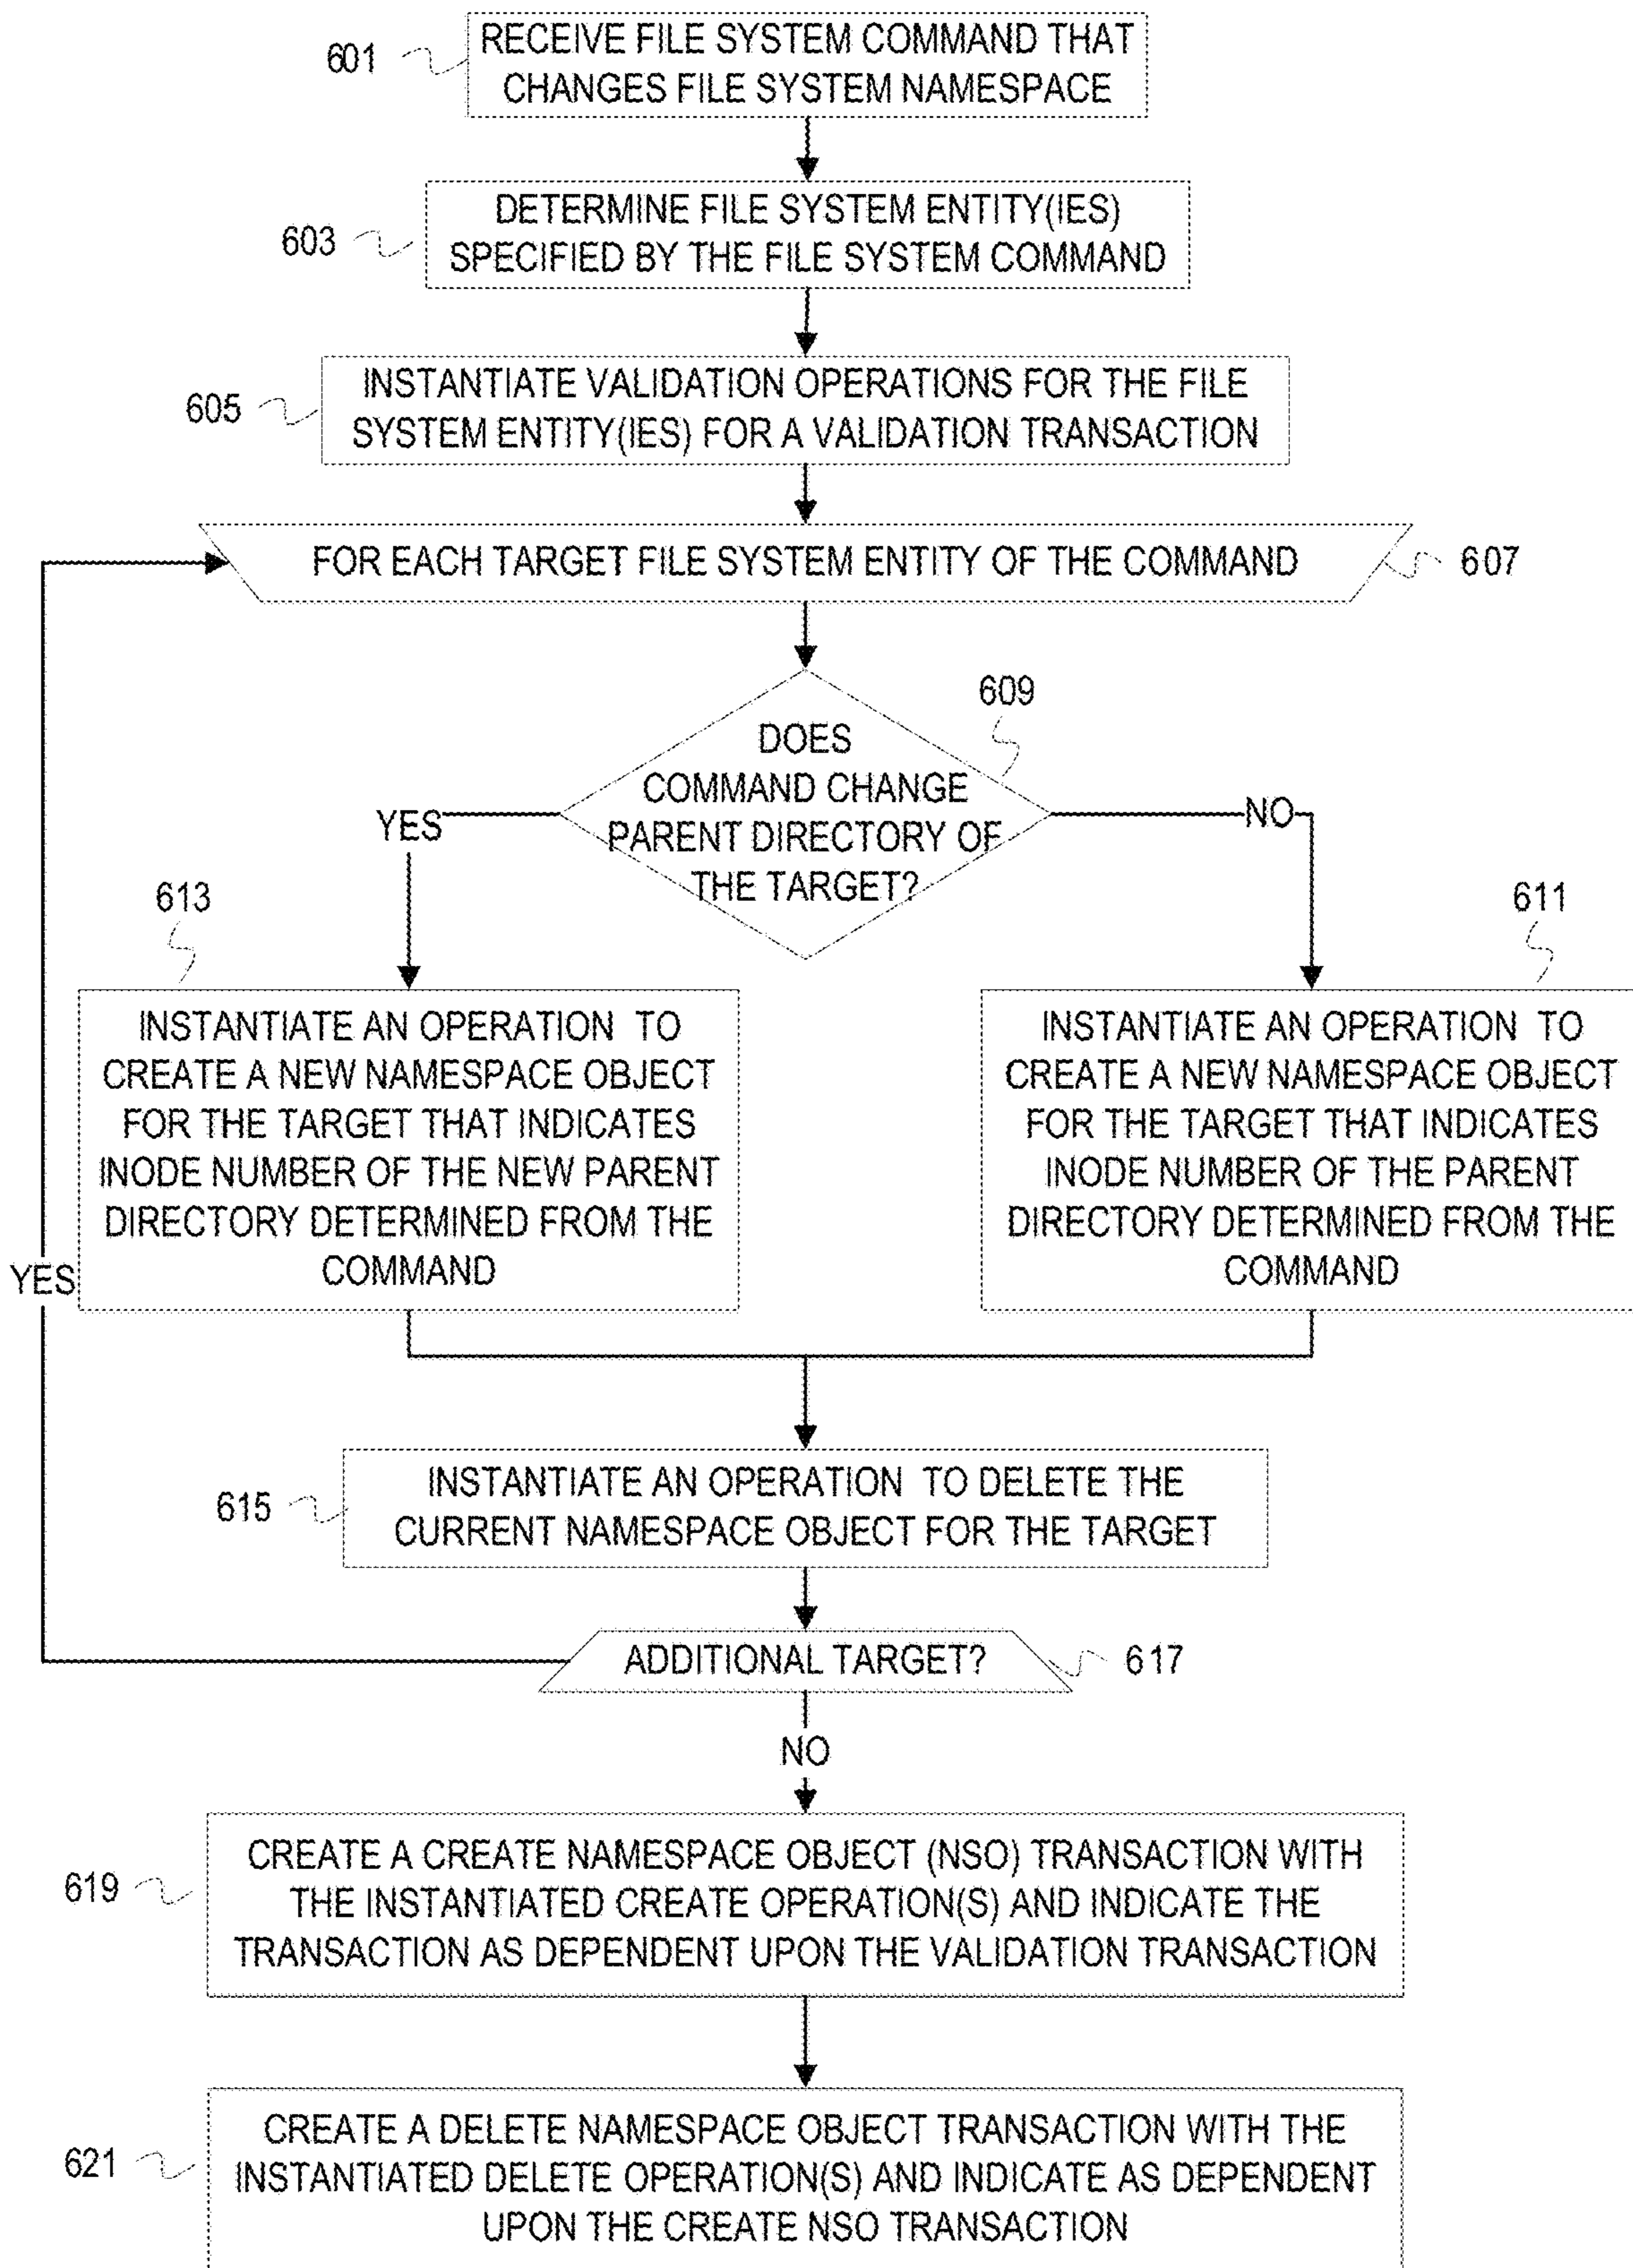 601
RECEIVE FILE SYSTEM COMMAND THAT
CHANGES FILE SYSTEM NAMESPACE
603
DETERMINE FILE SYSTEM ENTITY(IES)
SPECIFIED BY THE FILE SYSTEM COMMAND
605
INSTANTIATE VALIDATION OPERATIONS FOR THE FILE
SYSTEM ENTITY(IES) FOR A VALIDATION TRANSACTION
FOR EACH TARGET FILE SYSTEM ENTITY OF THE COMMAND
607
609
DOES
COMMAND CHANGE
PARENT DIRECTORY OF
THE TARGET?
YES
NO
613
INSTANTIATE AN OPERATION TO
CREATE A NEW NAMESPACE OBJECT
FOR THE TARGET THAT INDICATES
INODE NUMBER OF THE NEW PARENT
DIRECTORY DETERMINED FROM THE
COMMAND
611
INSTANTIATE AN OPERATION TO
CREATE A NEW NAMESPACE OBJECT
FOR THE TARGET THAT INDICATES
INODE NUMBER OF THE PARENT
DIRECTORY DETERMINED FROM THE
COMMAND
YES
615
INSTANTIATE AN OPERATION TO DELETE THE
CURRENT NAMESPACE OBJECT FOR THE TARGET
ADDITIONAL TARGET?
617
NO
619
CREATE A CREATE NAMESPACE OBJECT (NSO) TRANSACTION WITH
THE INSTANTIATED CREATE OPERATION(S) AND INDICATE THE
TRANSACTION AS DEPENDENT UPON THE VALIDATION TRANSACTION
621
CREATE A DELETE NAMESPACE OBJECT TRANSACTION WITH THE
INSTANTIATED DELETE OPERATION(S) AND INDICATE AS DEPENDENT
UPON THE CREATE NSO TRANSACTION